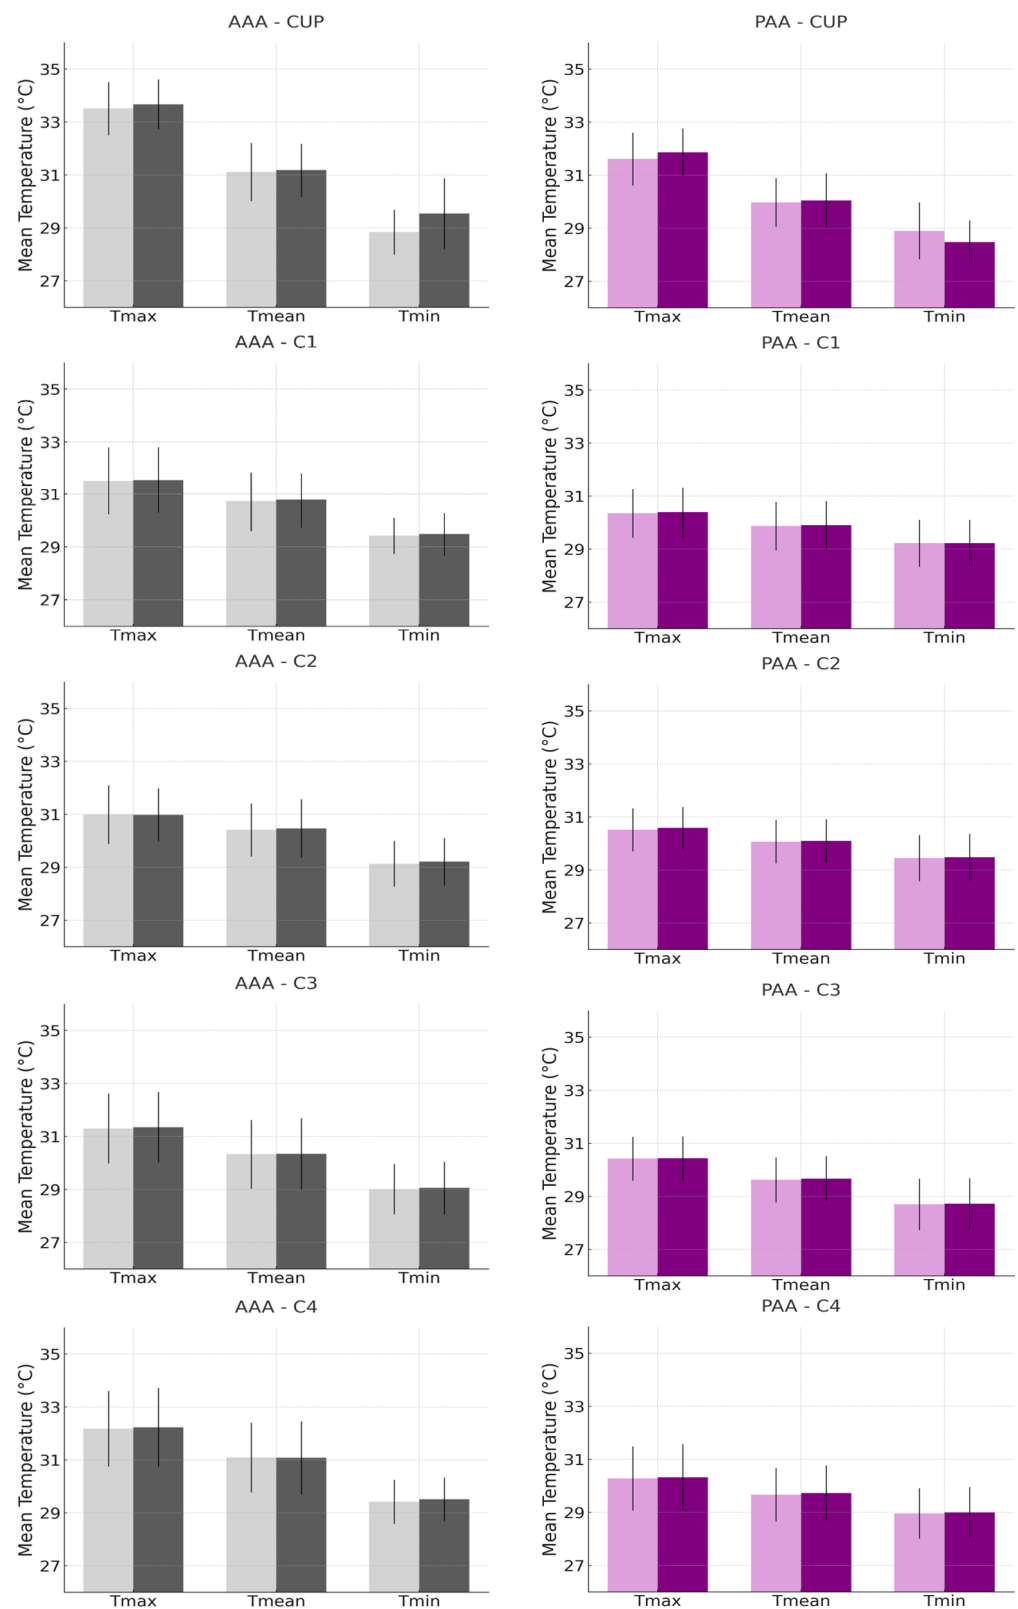 AAA - CUP
PAA - CUP
Mean Temperature (°C)
35
33
31
29
27
Tmax Tmean Tmin
Mean Temperature (°C)
35
33
31
29
27
Tmax Tmean Tmin
AAA - C1
PAA - C1
Mean Temperature (°C)
35
33
31
29
27
Tmax Tmean Tmin
Mean Temperature (°C)
35
33
31
29
27
Tmax Tmean Tmin
AAA - C2
PAA - C2
Mean Temperature (°C)
35
33
31
29
27
Tmax Tmean Tmin
Mean Temperature (°C)
35
33
31
29
27
Tmax Tmean Tmin
AAA - C3
PAA - C3
Mean Temperature (°C)
35
33
31
29
27
Tmax Tmean Tmin
Mean Temperature (°C)
35
33
31
29
27
Tmax Tmean Tmin
AAA - C4
PAA - C4
Mean Temperature (°C)
35
33
31
29
27
Tmax Tmean Tmin
Mean Temperature (°C)
35
33
31
29
27
Tmax Tmean Tmin